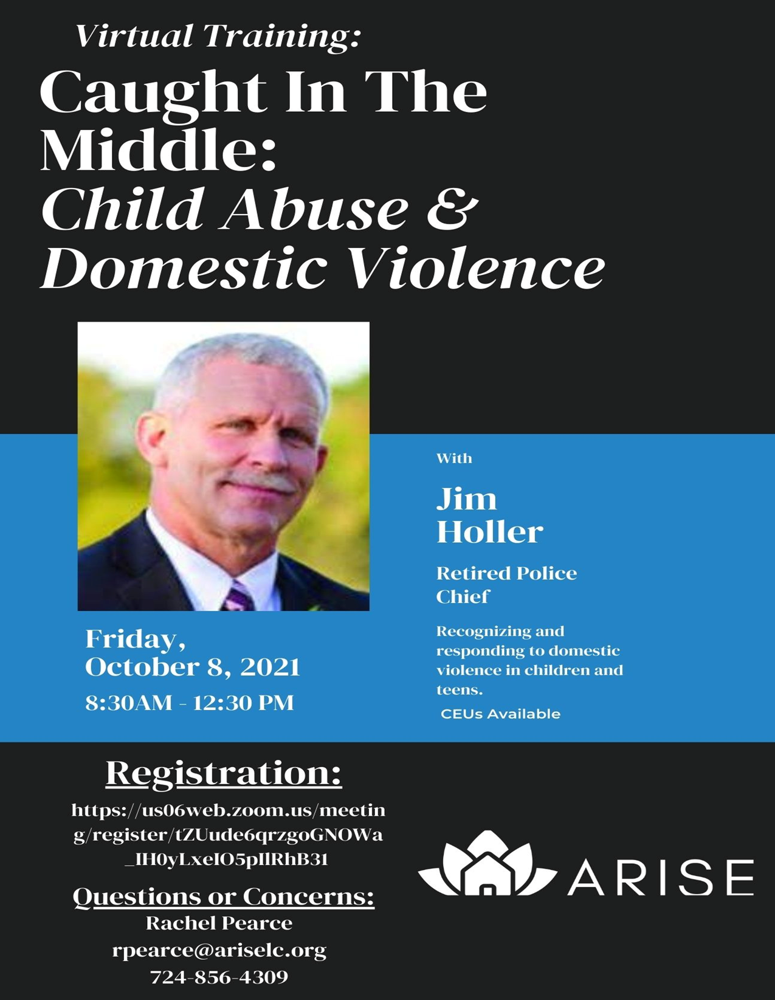 Virtual Training:
Caught In The
Middle:
Child Abuse &
Domestic Violence
With
Jim
Holler
Retired Police
Chief
Recognizing and
responding to domestic
violence in children and
teens.
CEUs Available
Friday,
October 8, 2021
8:30AM - 12:30 PM
Registration:
https://us06web.zoom.us/meetin
g/register/tZUude6qrzgoGNOWa
_IH0yLxeIO5pIlRhB31
Questions or Concerns:
Rachel Pearce
rpearce@ariselc.org
724-856-4309
ARISE